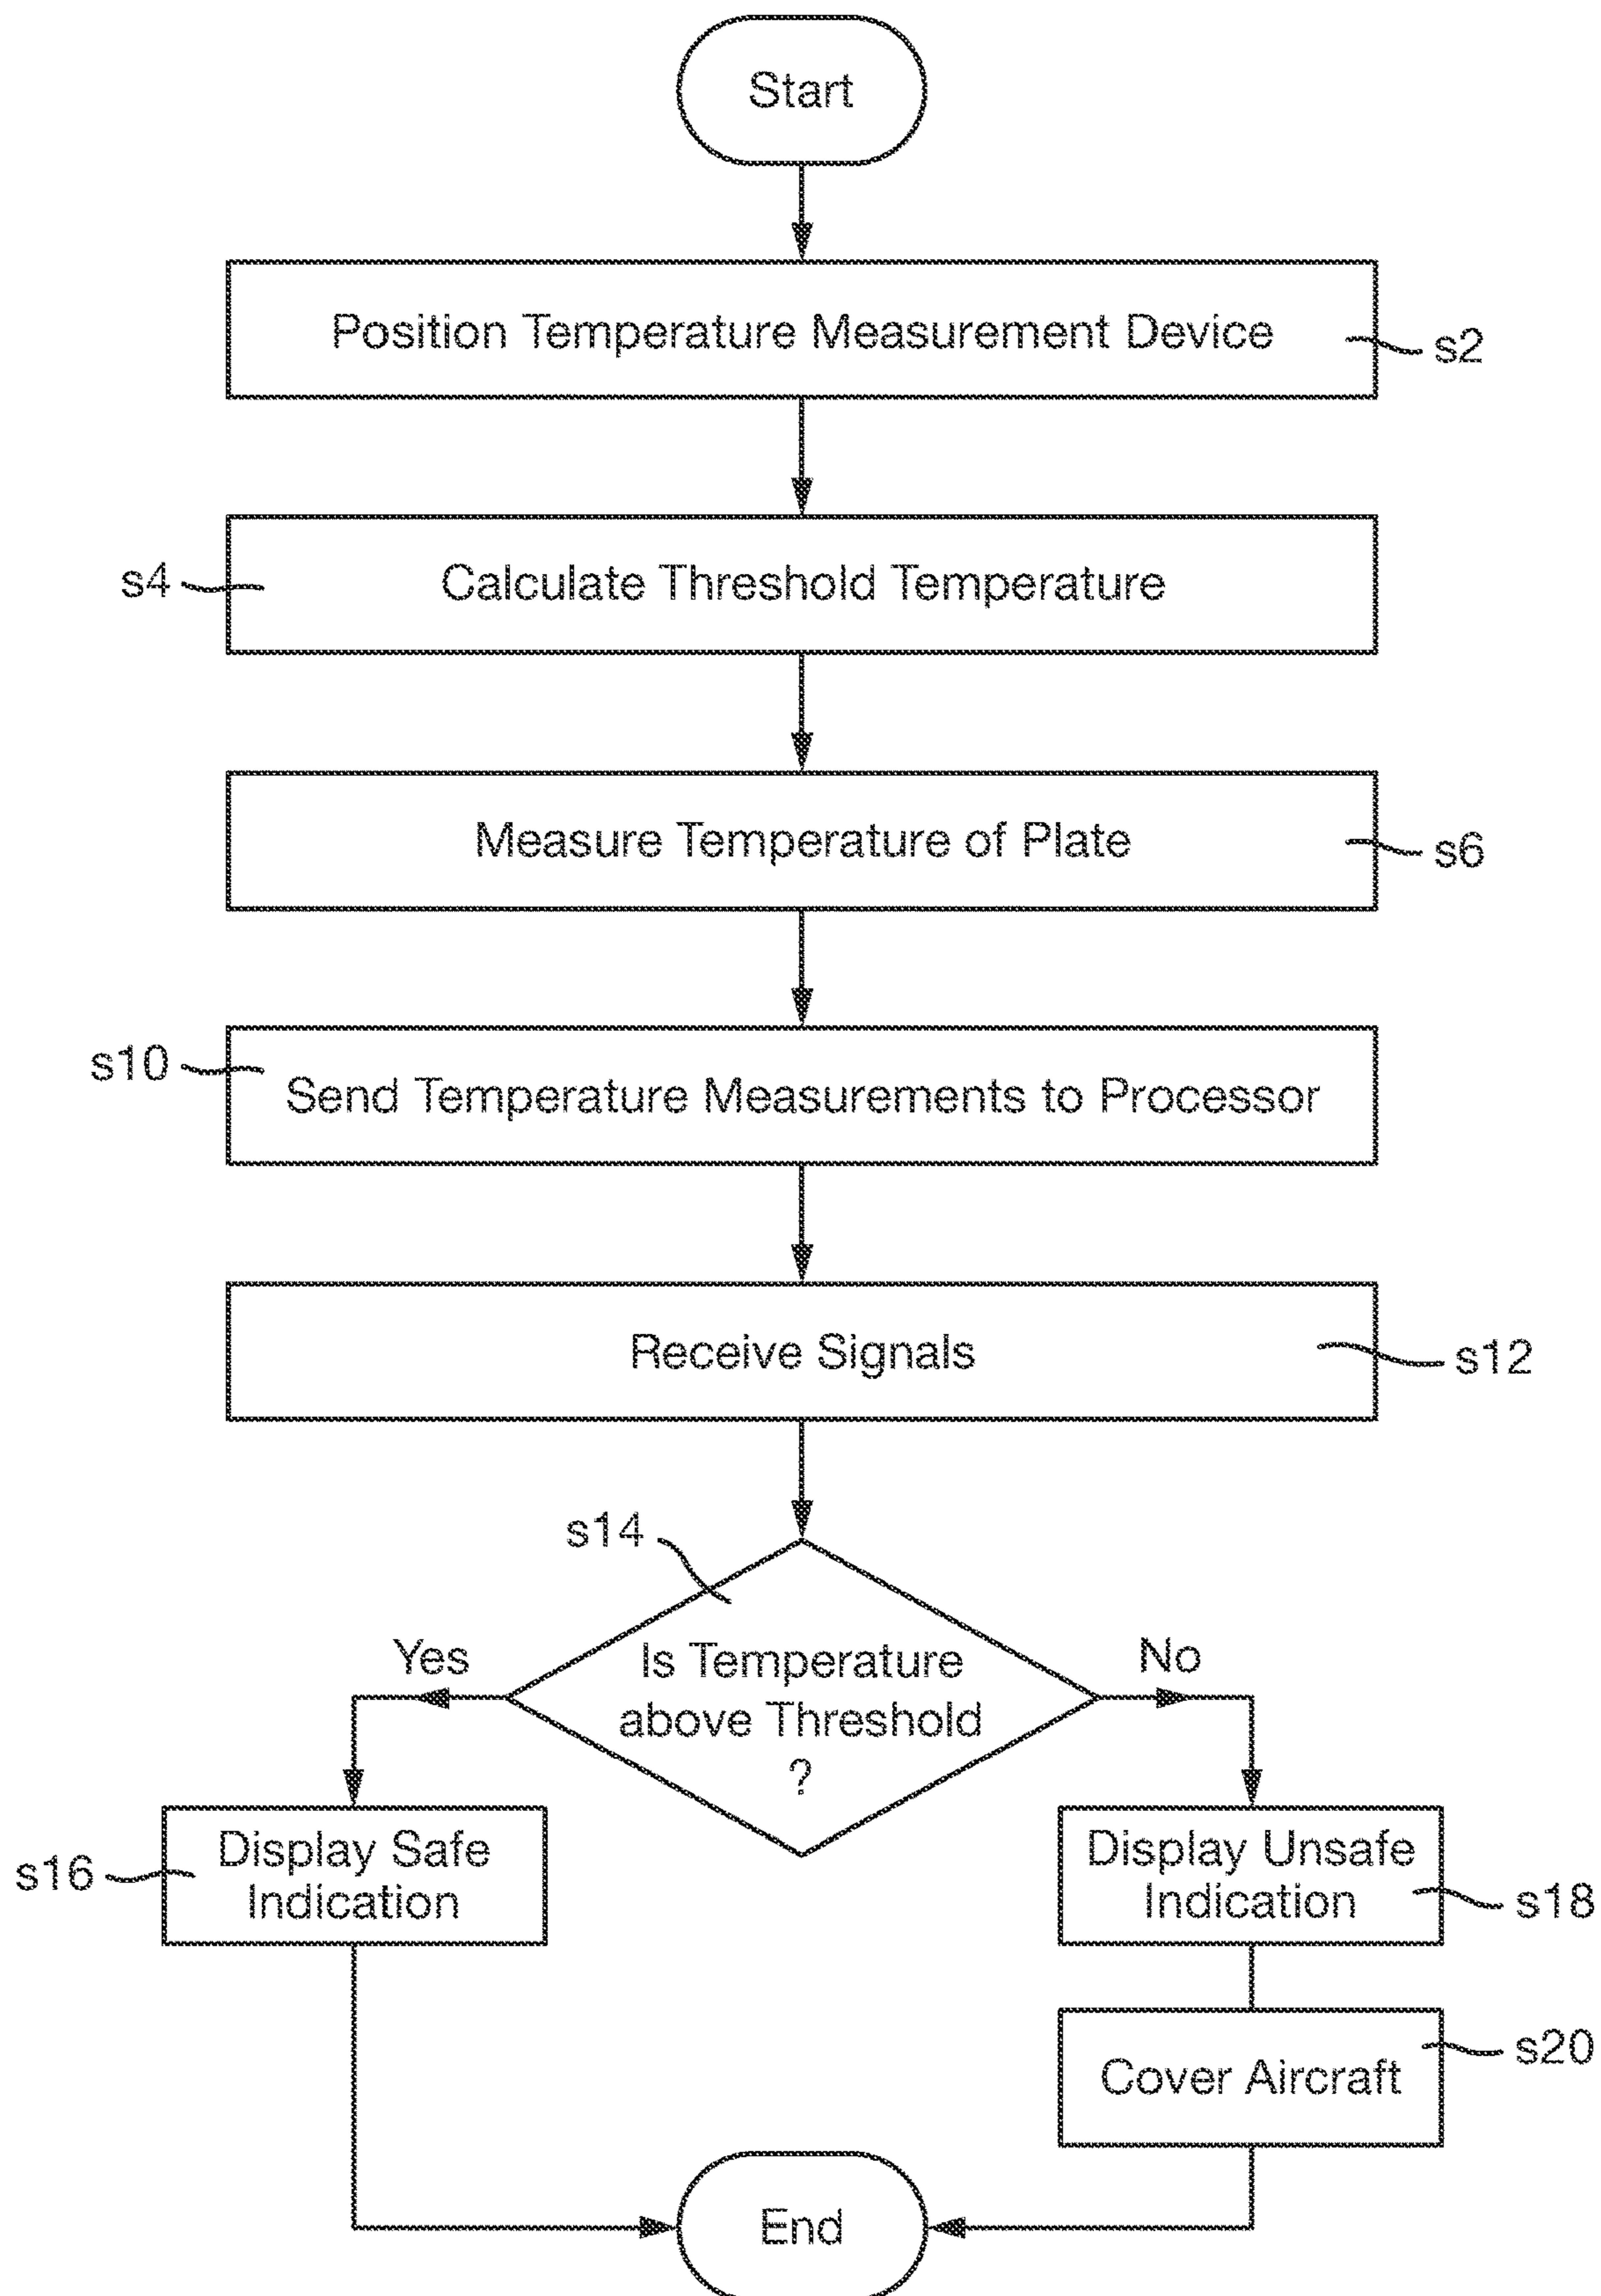 Start
Position Temperature Measurement Device
s2
s4
Calculate Threshold Temperature
Measure Temperature of Plate
s6
s10
Send Temperature Measurements to Processor
Receive Signals
s12
s14
Is Temperature
above Threshold
?
Yes
No
s16
Display Safe
Indication
Display Unsafe
Indication
s18
Cover Aircraft
s20
End